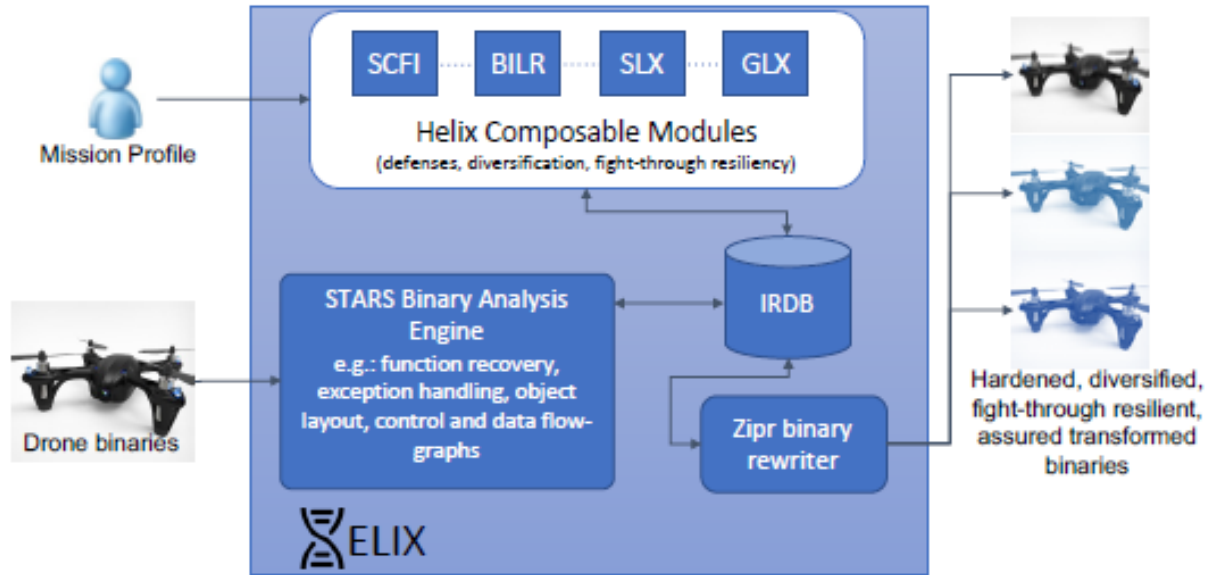 SCFI
BILR
SLX
GLX
Helix Composable Modules
(defenses, diversification, fight-through resiliency)
Mission Profile
STARS Binary Analysis
Engine
e.g.: function recovery,
exception handling, object
layout, control and data flow-
graphs
IRDB
Drone binaries
Zipr binary
rewriter
Hardened, diversified,
fight-through resilient,
assured transformed
binaries
ELIX